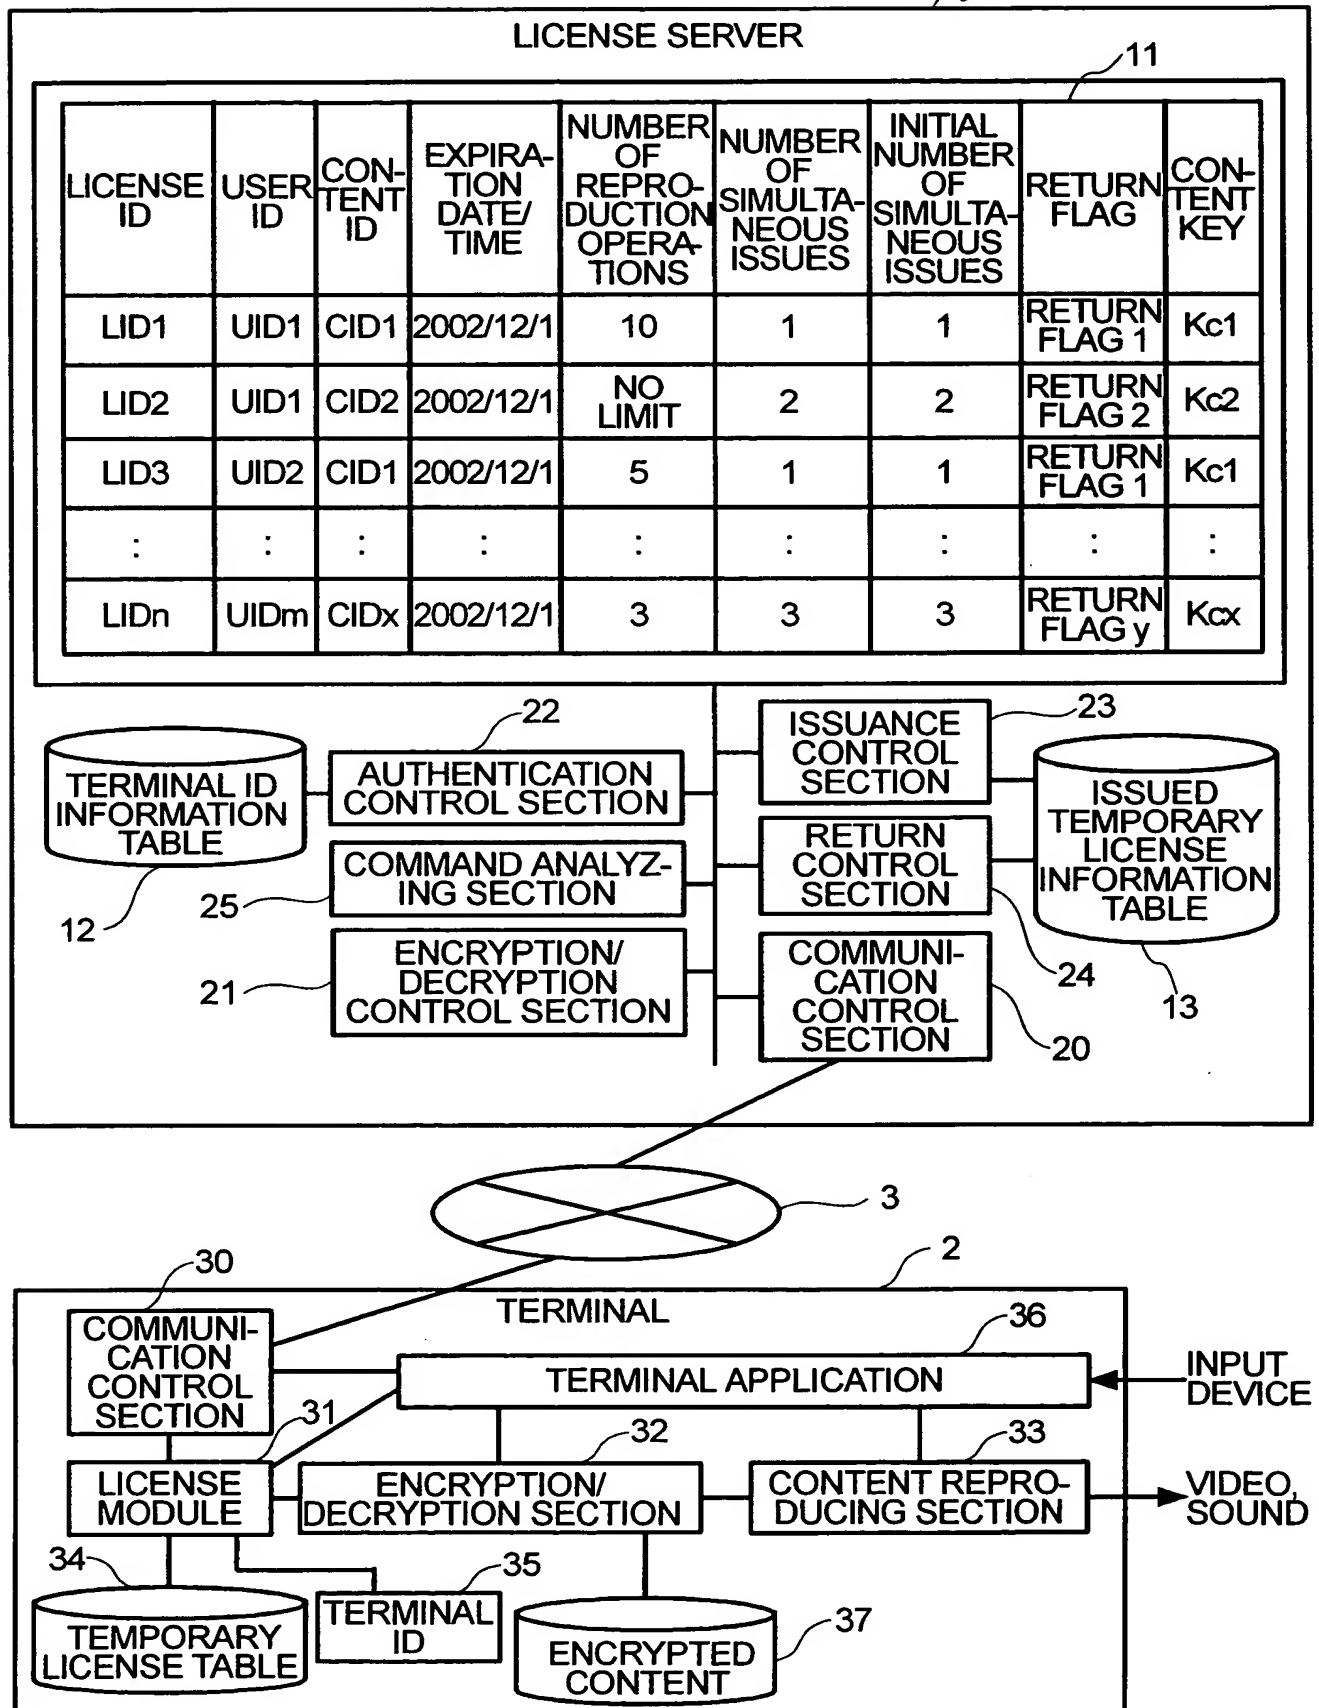 LICENSE SERVER
11
LICENSE ID | USER ID | CON-TENT ID | EXPIRA-TION DATE/TIME | NUMBER OF REPRO-DUCTION OPERA-TIONS | NUMBER OF SIMULTA-NEOUS ISSUES | INITIAL NUMBER OF SIMULTA-NEOUS ISSUES | RETURN FLAG | CON-TENT KEY
LID1 | UID1 | CID1 | 2002/12/1 | 10 | 1 | 1 | RETURN FLAG 1 | Kc1
LID2 | UID1 | CID2 | 2002/12/1 | NO LIMIT | 2 | 2 | RETURN FLAG 2 | Kc2
LID3 | UID2 | CID1 | 2002/12/1 | 5 | 1 | 1 | RETURN FLAG 1 | Kc1
: | : | : | : | : | : | : | : | :
LIDn | UIDm | CIDx | 2002/12/1 | 3 | 3 | 3 | RETURN FLAG y | Kcx
TERMINAL ID
INFORMATION
TABLE
12
22
AUTHENTICATION
CONTROL SECTION
COMMAND ANALYZ-
ING SECTION
25
ENCRYPTION/
DECRYPTION
CONTROL SECTION
21
ISSUANCE
CONTROL
SECTION
23
RETURN
CONTROL
SECTION
24
COMMUNI-
CATION
CONTROL
SECTION
20
ISSUED
TEMPORARY
LICENSE
INFORMATION
TABLE
13
3
2
TERMINAL
30
COMMUNI-
CATION
CONTROL
SECTION
36
TERMINAL APPLICATION
INPUT
DEVICE
31
LICENSE
MODULE
32
ENCRYPTION/
DECRYPTION SECTION
33
CONTENT REPRO-
DUCING SECTION
VIDEO,
SOUND
34
TEMPORARY
LICENSE TABLE
35
TERMINAL
ID
37
ENCRYPTED
CONTENT